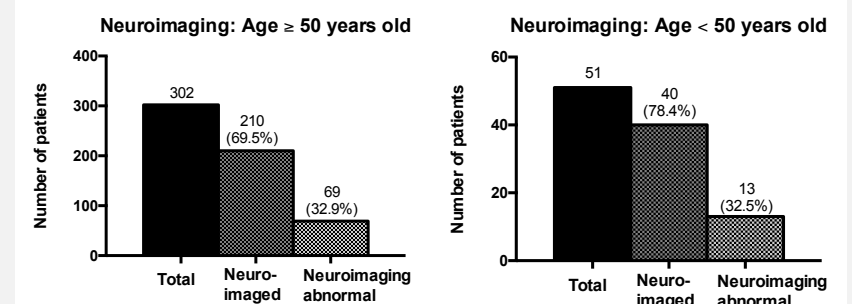 Neuroimaging: Age ≥ 50 years old
Number of patients
400
300
200
100
0
302
210
(69.5%)
69
(32.9%)
Total
Neuro-
imaged
Neuroimaging
abnormal
Neuroimaging: Age < 50 years old
Number of patients
60
40
20
0
51
40
(78.4%)
13
(32.5%)
Total
Neuro-
imaged
Neuroimaging
abnormal